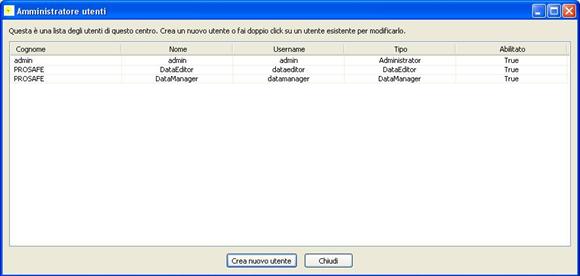 Amministratore utenti
Questa è una lista degli utenti di questo centro. Crea un nuovo utente o fai doppio click su un utente esistente per modificarlo.
Cognome Nome Username Tipo Abilitato
admin admin admin Administrator True
PROSAFE DataEditor dataeditor DataEditor True
PROSAFE DataManager datamanager DataManager True
Crea nuovo utente Chiudi